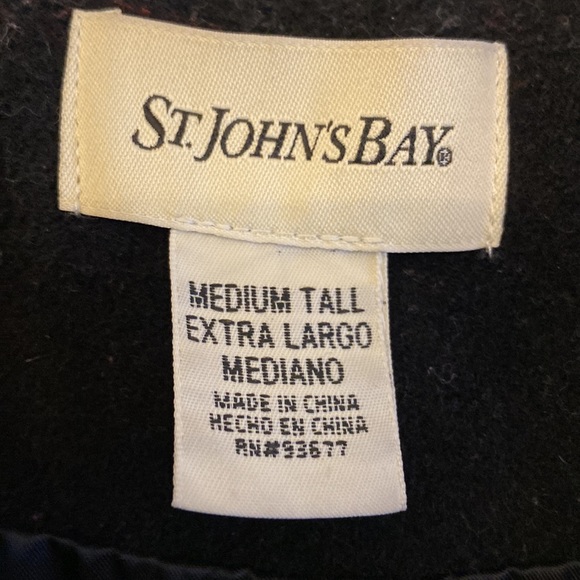 ST. JOHN'S BAY®
MEDIUM TALL
EXTRA LARGO
MEDIANO
MADE IN CHINA
HECHO EN CHINA
RN#93677